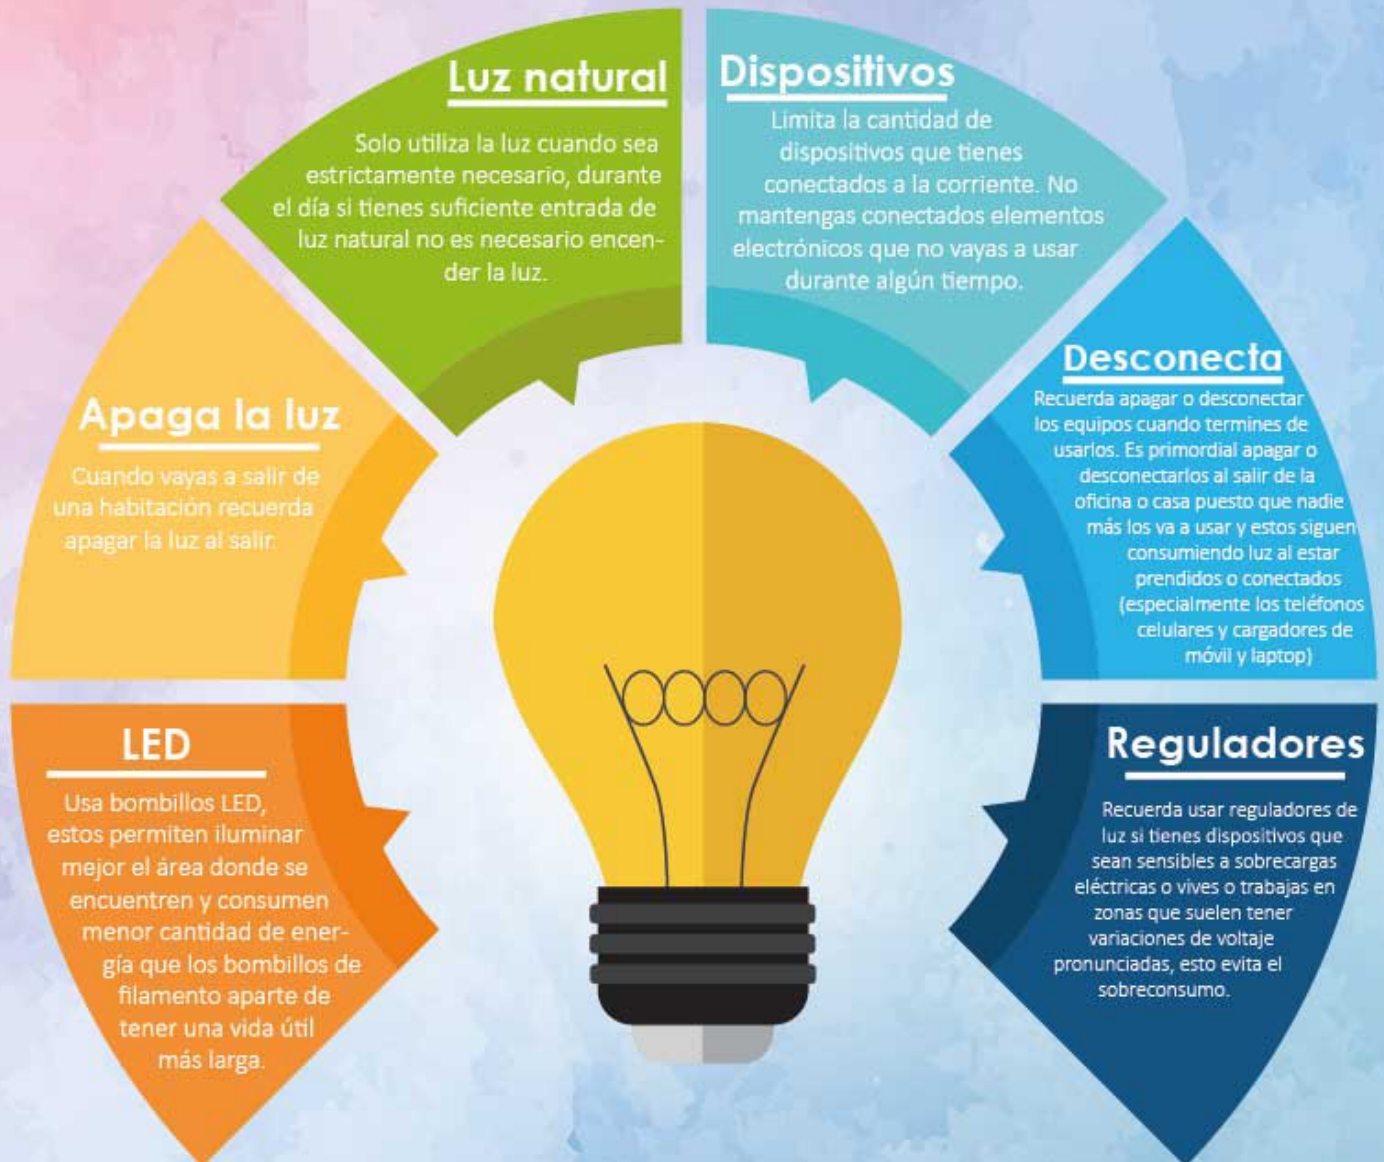 Luz natural
Solo utiliza la luz cuando sea
estrictamente necesario, durante
el día si tienes suficiente entrada de
luz natural no es necesario encen-
der la luz.
Dispositivos
Limita la cantidad de
dispositivos que tienes
conectados a la corriente. No
mantengas conectados elementos
electrónicos que no vayas a usar
durante algún tiempo.
Apaga la luz
Cuando vayas a salir de
una habitación recuerda
apagar la luz al salir.
Desconecta
Recuerda apagar o desconectar
los equipos cuando termines de
usarlos. Es primordial apagar o
desconectarlos al salir de la
oficina o casa puesto que nadie
más los va a usar y estos siguen
consumiendo luz al estar
prendidos o conectados
(especialmente los teléfonos
celulares y cargadores de
móvil y laptop)
LED
Usa bombillos LED,
estos permiten iluminar
mejor el área donde se
encuentren y consumen
menor cantidad de ener-
gía que los bombillos de
filamento aparte de
tener una vida útil
más larga.
Reguladores
Recuerda usar reguladores de
luz si tienes dispositivos que
sean sensibles a sobrecargas
eléctricas o vives o trabajas en
zonas que suelen tener
variaciones de voltaje
pronunciadas, esto evita el
sobreconsumo.